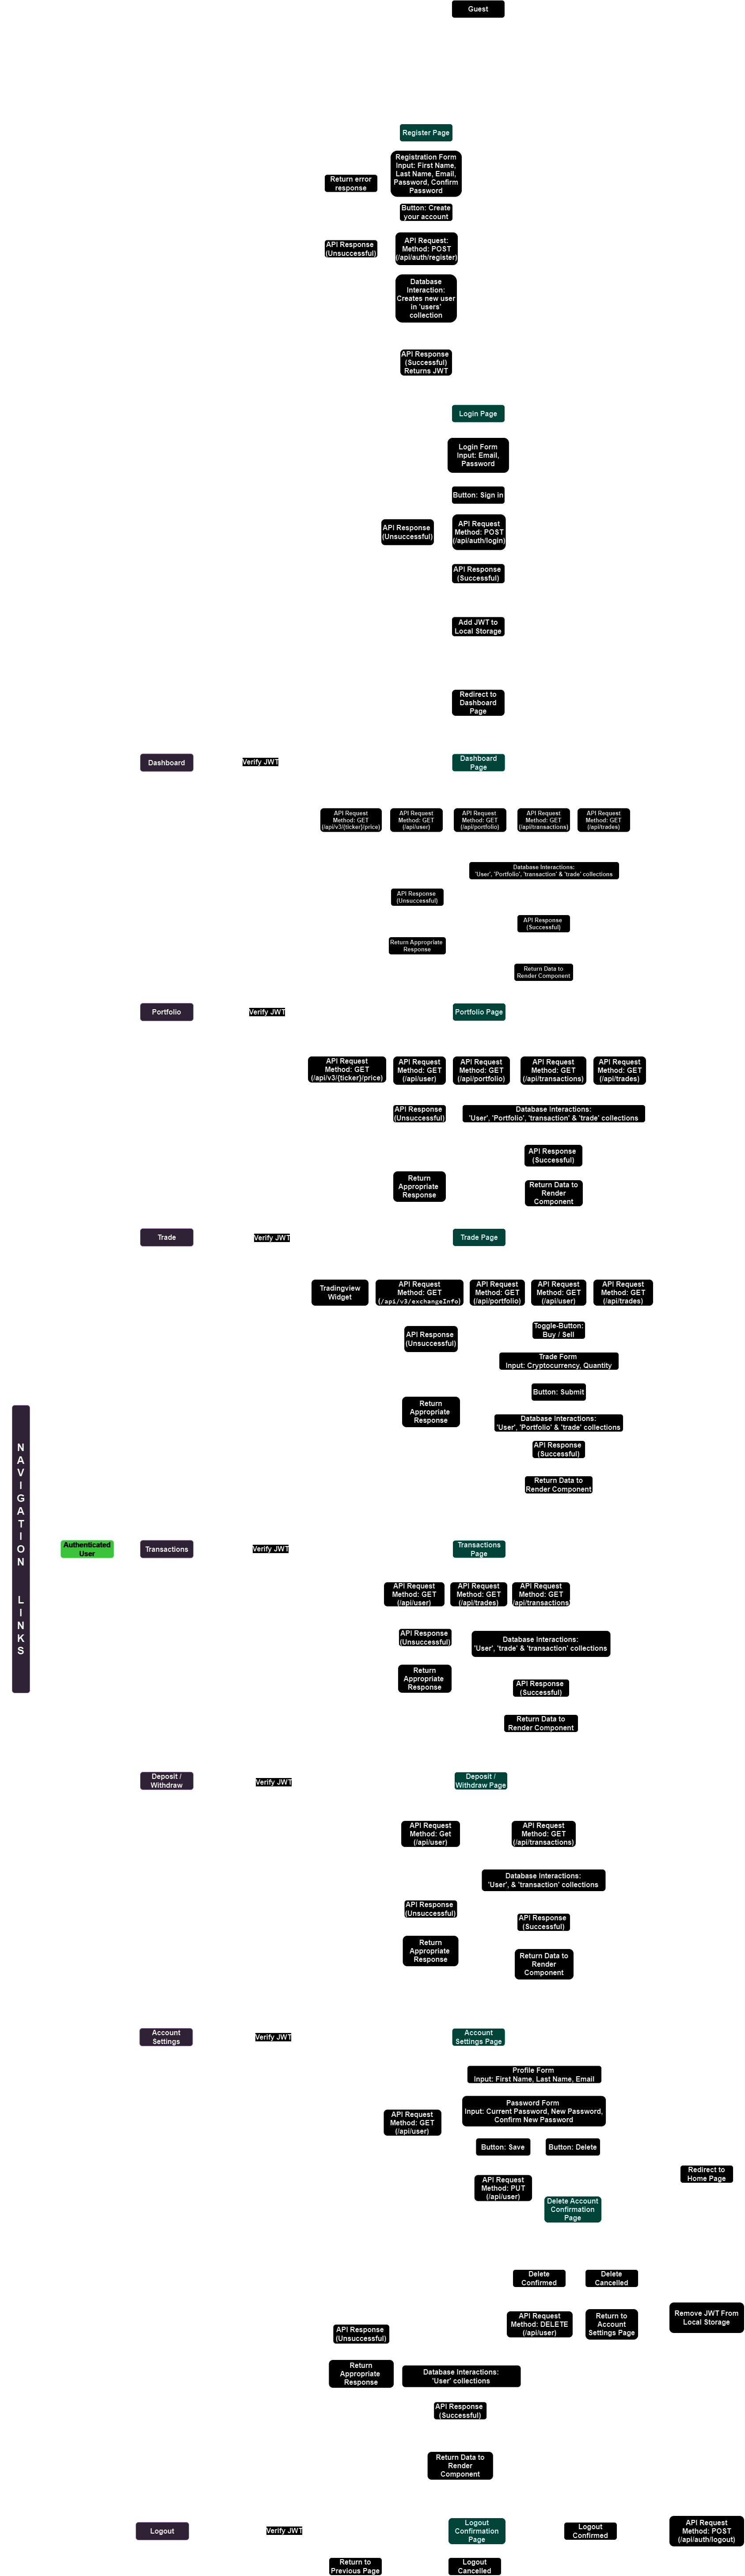 Guest
Register Page
Registration Form
Input: First Name,
Last Name, Email,
Password, Confirm
Password
Return error
response
Button: Create
your account
API Request:
Method: POST
(/api/auth/register)
API Response
(Unsuccessful)
Database
Interaction:
Creates new user
in 'users'
collection
API Response
(Successful)
Returns JWT
Login Page
Login Form
Input: Email,
Password
Button: Sign in
API Response
(Unsuccessful)
API Request
Method: POST
(/api/auth/login)
API Response
(Successful)
Add JWT to
Local Storage
Redirect to
Dashboard
Page
Dashboard
Verify JWT
Dashboard
Page
API Request
Method: GET
(/api/v3/{ticker}/price)
API Request
Method: GET
(/api/user)
API Request
Method: GET
(/api/portfolio)
API Request
Method: GET
(/api/transactions)
API Request
Method: GET
(/api/trades)
Database Interactions:
'User', 'Portfolio', 'transaction' & 'trade' collections
API Response
(Unsuccessful)
API Response
(Successful)
Return Appropriate
Response
Return Data to
Render Component
Portfolio
Verify JWT
Portfolio Page
API Request
Method: GET
(/api/v3/{ticker}/price)
API Request
Method: GET
(/api/user)
API Request
Method: GET
(/api/portfolio)
API Request
Method: GET
(/api/transactions)
API Request
Method: GET
(/api/trades)
API Response
(Unsuccessful)
Database Interactions:
'User', 'Portfolio', 'transaction' & 'trade' collections
API Response
(Successful)
Return
Appropriate
Response
Return Data to
Render
Component
Trade
Verify JWT
Trade Page
Tradingview
Widget
API Request
Method: GET
(/api/v3/exchangeInfo)
API Request
Method: GET
(/api/portfolio)
API Request
Method: GET
(/api/user)
API Request
Method: GET
(/api/trades)
API Response
(Unsuccessful)
Toggle-Button:
Buy / Sell
Trade Form
Input: Cryptocurrency, Quantity
Button: Submit
Return
Appropriate
Response
Database Interactions:
'User', 'Portfolio' & 'trade' collections
API Response
(Successful)
Return Data to
Render Component
NAVIGATION LINKS
Authenticated
User
Transactions
Verify JWT
Transactions
Page
API Request
Method: GET
(/api/user)
API Request
Method: GET
(/api/trades)
API Request
Method: GET
(/api/transactions)
API Response
(Unsuccessful)
Database Interactions:
'User', 'trade' & 'transaction' collections
Return
Appropriate
Response
API Response
(Successful)
Return Data to
Render Component
Deposit /
Withdraw
Verify JWT
Deposit /
Withdraw Page
API Request
Method: Get
(/api/user)
API Request
Method: GET
(/api/transactions)
Database Interactions:
'User', & 'transaction' collections
API Response
(Unsuccessful)
API Response
(Successful)
Return
Appropriate
Response
Return Data to
Render
Component
Account
Settings
Verify JWT
Account
Settings Page
Profile Form
Input: First Name, Last Name, Email
Password Form
Input: Current Password, New Password,
Confirm New Password
API Request
Method: GET
(/api/user)
Button: Save
Button: Delete
Redirect to
Home Page
API Request
Method: PUT
(/api/user)
Delete Account
Confirmation
Page
Delete
Confirmed
Delete
Cancelled
API Request
Method: DELETE
(/api/user)
Return to
Account
Settings Page
Remove JWT From
Local Storage
API Response
(Unsuccessful)
Return
Appropriate
Response
Database Interactions:
'User' collections
API Response
(Successful)
Return Data to
Render
Component
Logout
Verify JWT
Logout
Confirmation
Page
Logout
Confirmed
API Request
Method: POST
(/api/auth/logout)
Return to
Previous Page
Logout
Cancelled